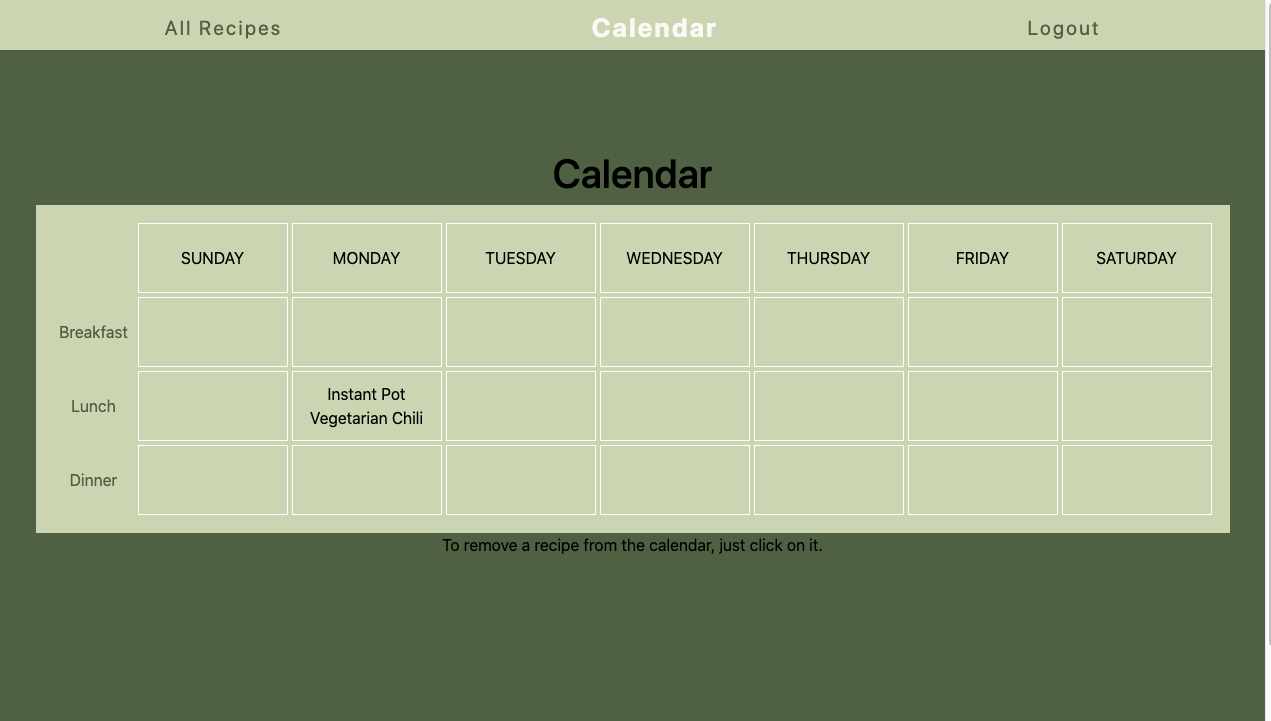 All Recipes
Calendar
Logout
Calendar
SUNDAY
MONDAY
TUESDAY
WEDNESDAY
THURSDAY
FRIDAY
SATURDAY
Breakfast
Lunch
Instant Pot
Vegetarian Chili
Dinner
To remove a recipe from the calendar, just click on it.